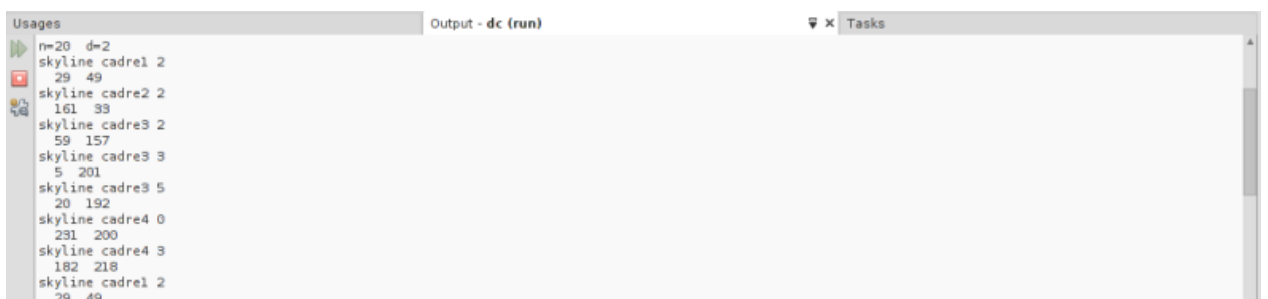 Usages
Output - dc (run)
Tasks
n=20 d=2
skyline cadre1 2
29 49
skyline cadre2 2
161 33
skyline cadre3 2
59 157
skyline cadre3 3
5 201
skyline cadre3 5
20 192
skyline cadre4 0
231 200
skyline cadre4 3
182 218
skyline cadre1 2
29 49